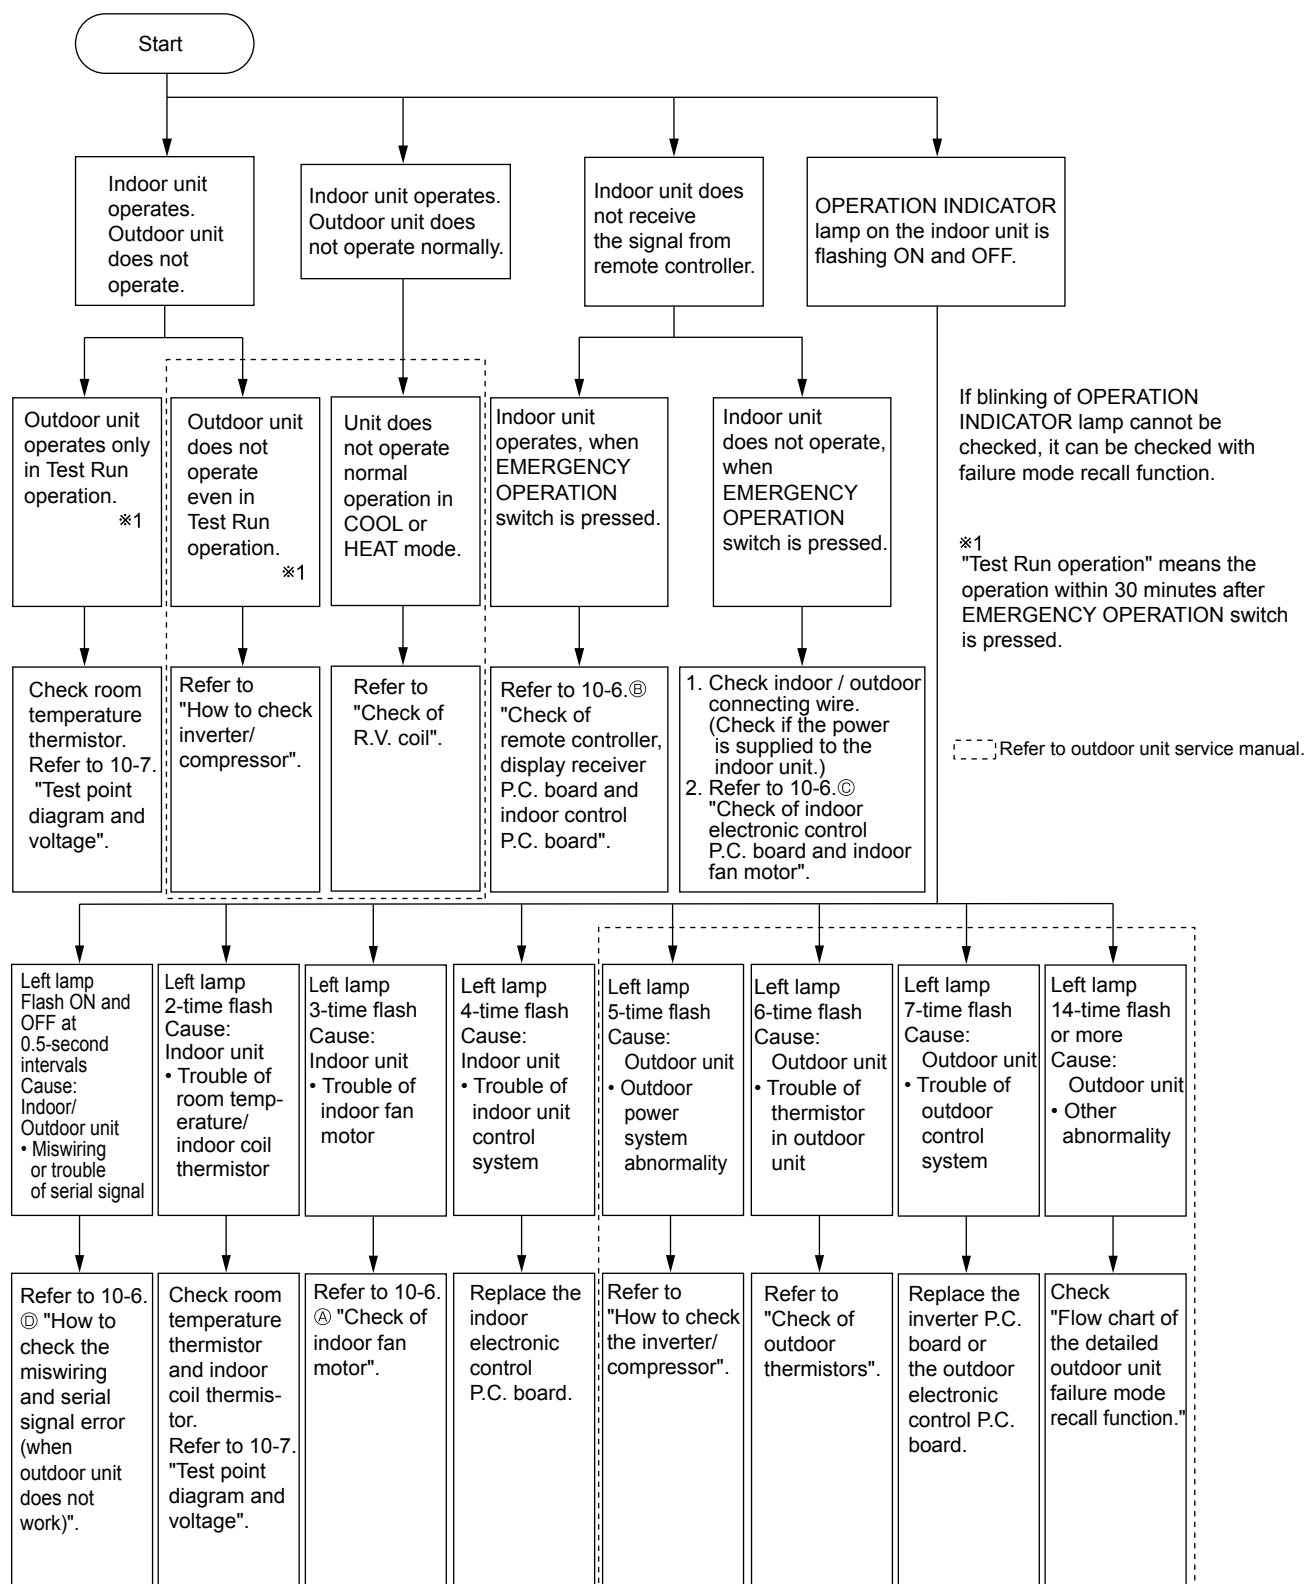 Start
Indoor unit
operates.
Outdoor unit
does not
operate.
Indoor unit operates.
Outdoor unit does
not operate normally.
Indoor unit does
not receive
the signal from
remote controller.
OPERATION INDICATOR
lamp on the indoor unit is
flashing ON and OFF.
Outdoor unit
operates only
in Test Run
operation.
※1
Outdoor unit
does not
operate
even in
Test Run
operation.
※1
Unit does
not operate
normal
operation in
COOL or
HEAT mode.
Indoor unit
operates, when
EMERGENCY
OPERATION
switch is pressed.
Indoor unit
does not operate,
when
EMERGENCY
OPERATION
switch is pressed.
If blinking of OPERATION
INDICATOR lamp cannot be
checked, it can be checked with
failure mode recall function.
※1
"Test Run operation" means the
operation within 30 minutes after
EMERGENCY OPERATION switch
is pressed.
Check room
temperature
thermistor.
Refer to 10-7.
"Test point
diagram and
voltage".
Refer to
"How to check
inverter/
compressor".
Refer to
"Check of
R.V. coil".
Refer to 10-6.Ⓑ
"Check of
remote controller,
display receiver
P.C. board and
indoor control
P.C. board".
1. Check indoor / outdoor
connecting wire.
(Check if the power
is supplied to the
indoor unit.)
2. Refer to 10-6.Ⓒ
"Check of indoor
electronic control
P.C. board and indoor
fan motor".
Refer to outdoor unit service manual.
Left lamp
Flash ON and
OFF at
0.5-second
intervals
Cause:
Indoor/
Outdoor unit
• Miswiring
or trouble
of serial signal
Left lamp
2-time flash
Cause:
Indoor unit
• Trouble of
room temp-
erature/
indoor coil
thermistor
Left lamp
3-time flash
Cause:
Indoor unit
• Trouble of
indoor fan
motor
Left lamp
4-time flash
Cause:
Indoor unit
• Trouble of
indoor unit
control
system
Left lamp
5-time flash
Cause:
Outdoor unit
• Outdoor
power
system
abnormality
Left lamp
6-time flash
Cause:
Outdoor unit
• Trouble of
thermistor
in outdoor
unit
Left lamp
7-time flash
Cause:
Outdoor unit
• Trouble of
outdoor
control
system
Left lamp
14-time flash
or more
Cause:
Outdoor unit
• Other
abnormality
Refer to 10-6.
Ⓓ "How to
check the
miswiring
and serial
signal error
(when
outdoor unit
does not
work)".
Check room
temperature
thermistor
and indoor
coil thermis-
tor.
Refer to 10-7.
"Test point
diagram and
voltage".
Refer to 10-6.
Ⓐ "Check of
indoor fan
motor".
Replace the
indoor
electronic
control
P.C. board.
Refer to
"How to check
the inverter/
compressor".
Refer to
"Check of
outdoor
thermistors".
Replace the
inverter P.C.
board or
the outdoor
electronic
control P.C.
board.
Check
"Flow chart of
the detailed
outdoor unit
failure mode
recall function."